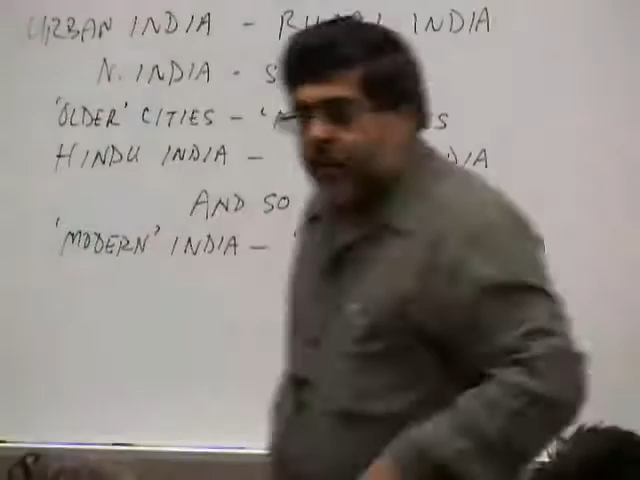 URBAN INDIA - RURAL INDIA
N. INDIA - S
'OLDER' CITIES - '
HINDU INDIA -
AND SO
'MODERN' INDIA -